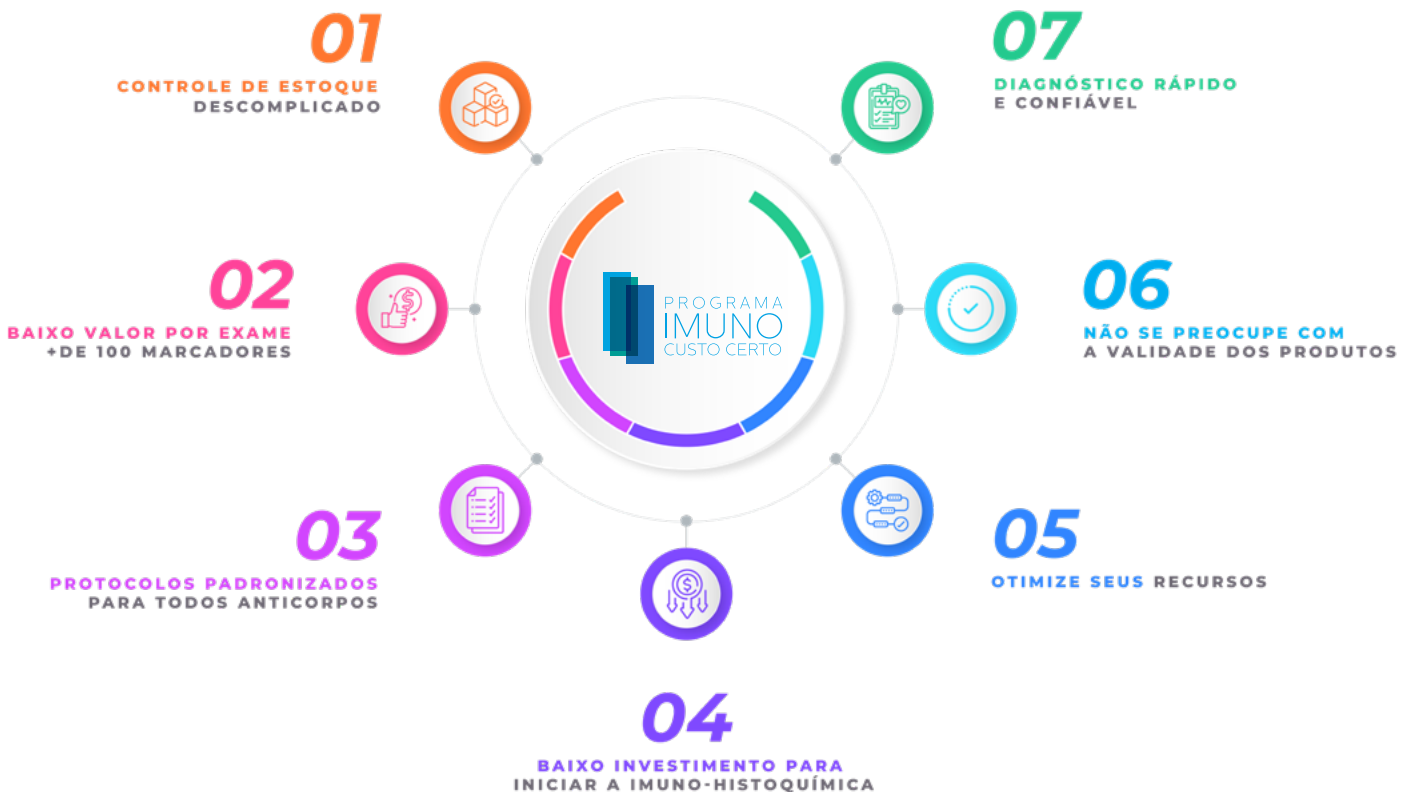 01
CONTROLE DE ESTOQUE
DESCOMPLICADO
02
BAIXO VALOR POR EXAME
+DE 100 MARCADORES
03
PROTOCOLOS PADRONIZADOS
PARA TODOS ANTICORPOS
04
BAIXO INVESTIMENTO PARA
INICIAR A IMUNO-HISTOQUÍMICA
05
OTIMIZE SEUS RECURSOS
06
NÃO SE PREOCUPE COM
A VALIDADE DOS PRODUTOS
07
DIAGNÓSTICO RÁPIDO
E CONFIÁVEL
PROGRAMA
IMUNO
CUSTO CERTO